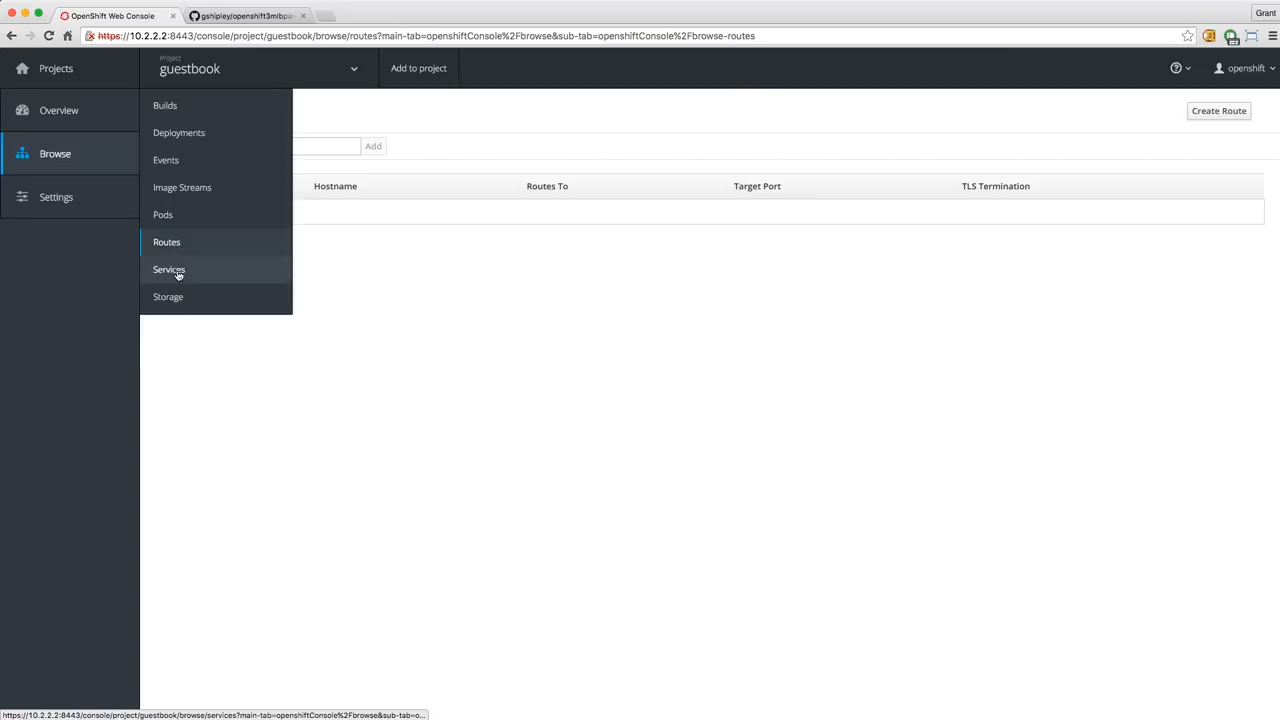 OpenShift Web Console
gshipley/openshift3mlbpa
Grant
https://10.2.2.2:8443/console/project/guestbook/browse/routes?main-tab=openshiftConsole%2Fbrowse&sub-tab=openshiftConsole%2Fbrowse-routes
Projects
Project
guestbook
Add to project
openshift
Overview
Browse
Settings
Builds
Deployments
Events
Image Streams
Pods
Routes
Services
Storage
Create Route
Add
Hostname
Routes To
Target Port
TLS Termination
https://10.2.2.2:8443/console/project/guestbook/browse/services?main-tab=openshiftConsole%2Fbrowse&sub-tab=o...